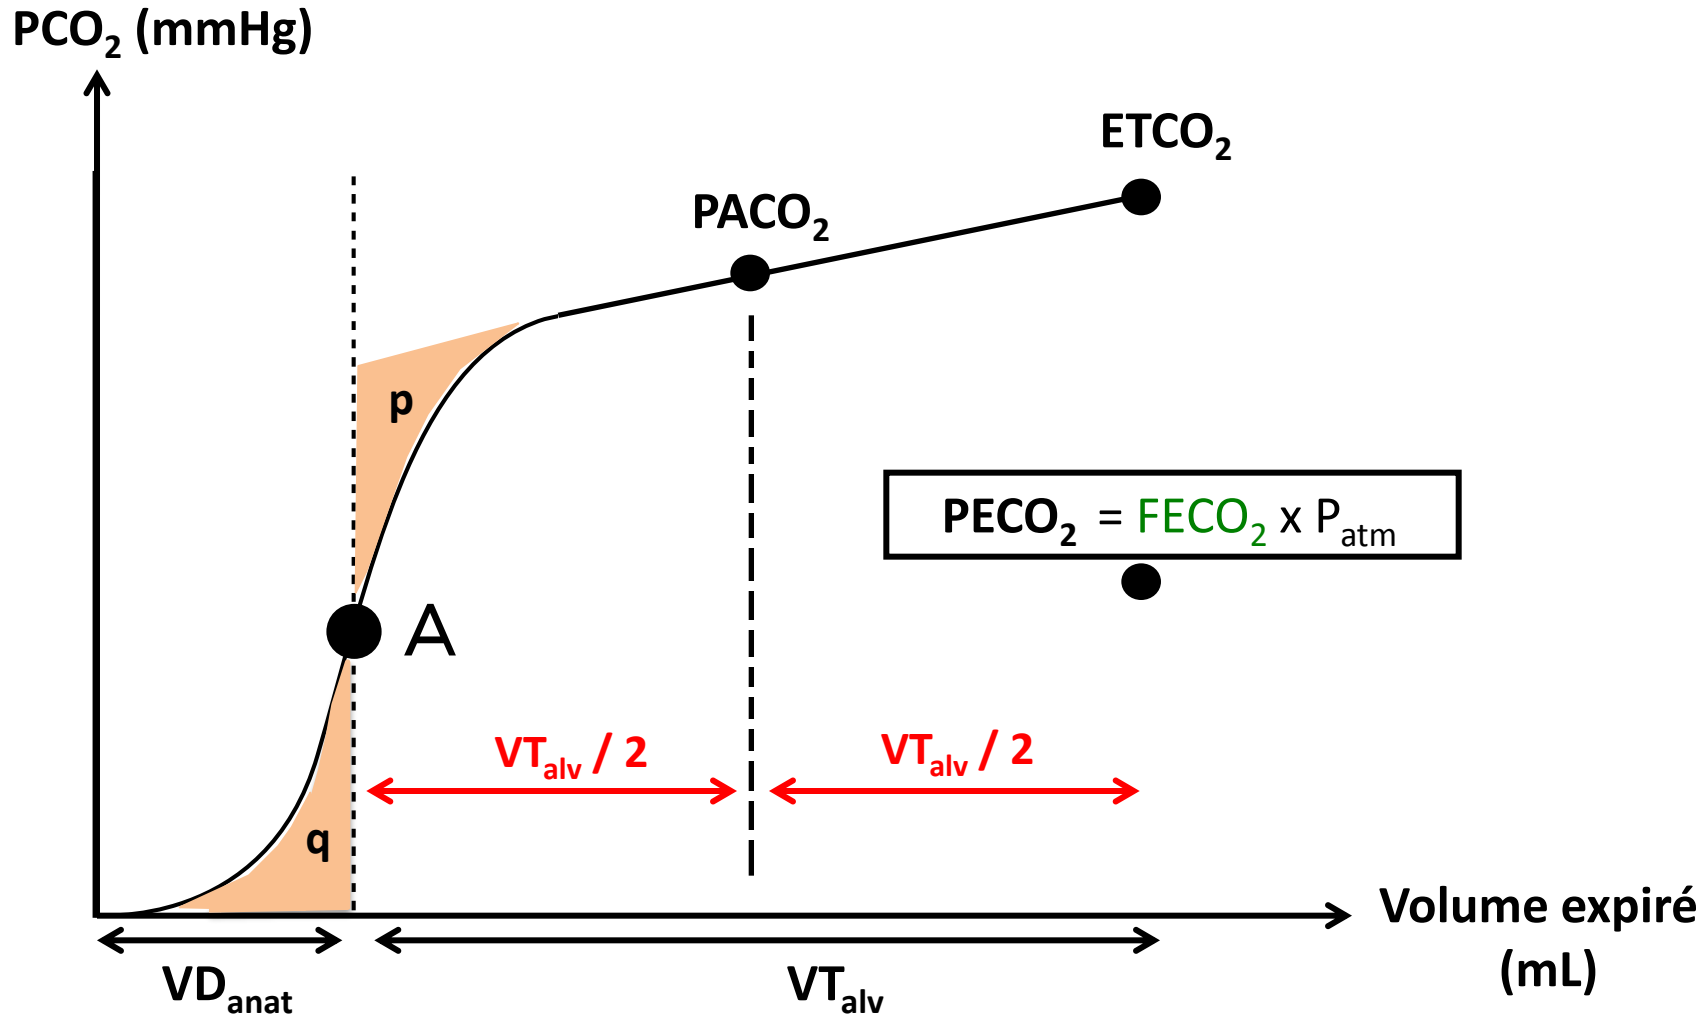 PCO₂ (mmHg)
ETCO₂
PACO₂
p
PECO₂ = FECO₂ x Patm
A
VTalv / 2
VTalv / 2
q
Volume expiré
(mL)
VDanat
VTalv